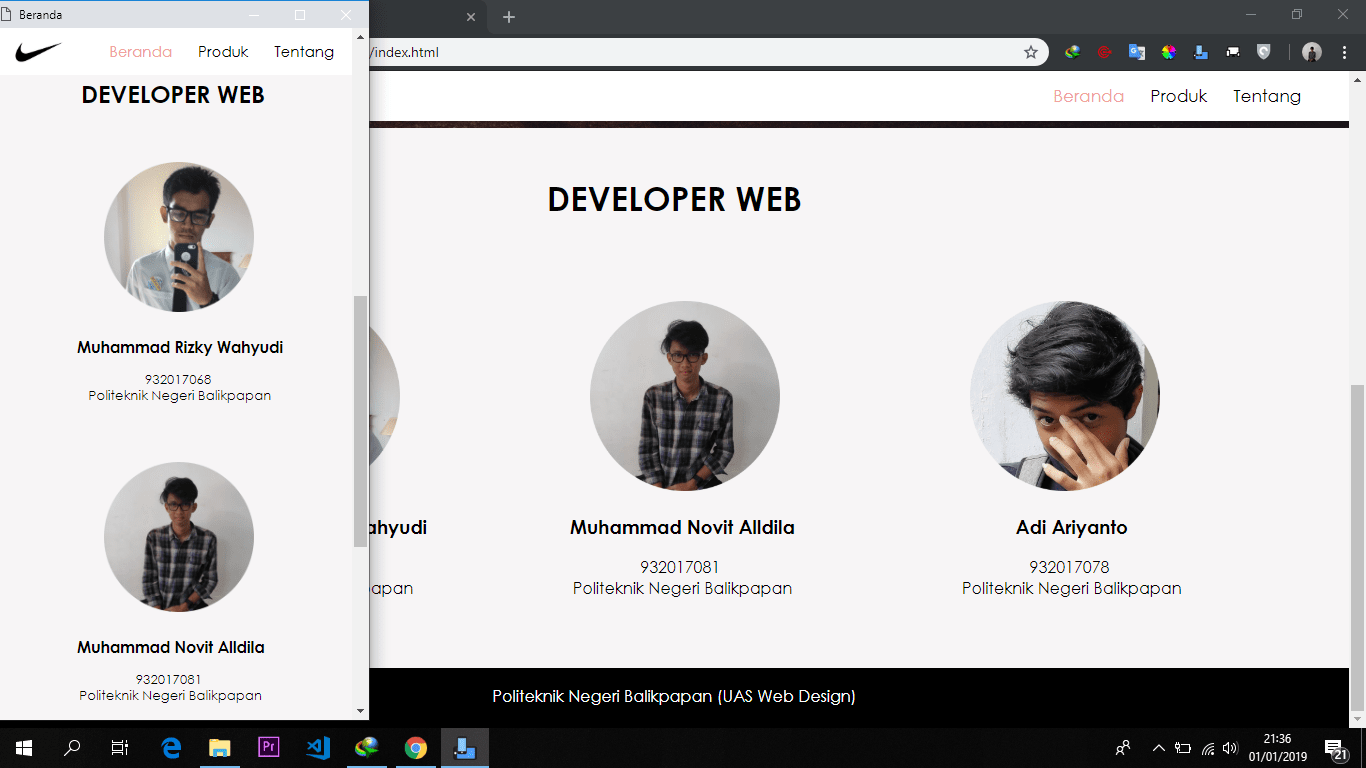 Beranda
Beranda Produk Tentang
DEVELOPER WEB
Muhammad Rizky Wahyudi
932017068
Politeknik Negeri Balikpapan
Muhammad Novit Alldila
932017081
Politeknik Negeri Balikpapan
/index.html
Beranda Produk Tentang
DEVELOPER WEB
ahyudi
apan
Muhammad Novit Alldila
932017081
Politeknik Negeri Balikpapan
Adi Ariyanto
932017078
Politeknik Negeri Balikpapan
Politeknik Negeri Balikpapan (UAS Web Design)
Pr
21:36
01/01/2019
21